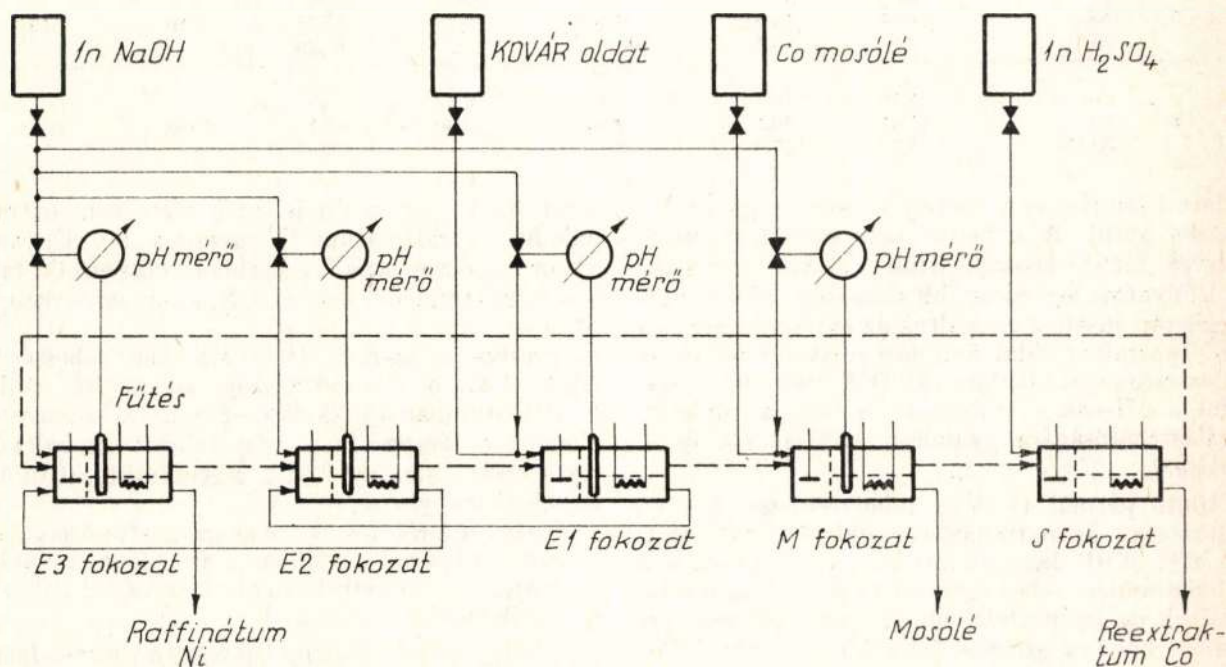 1n NaOH
KOVÁR oldát
Co mosólé
1n H₂SO₄
pH mérő
pH
mérő
pH
mérő
pH mérő
Fűtés
E3 fokozat
E2 fokozat
E1 fokozat
M fokozat
S fokozat
Raffinátum
Ni
Mosólé
Reextrak-
tum Co